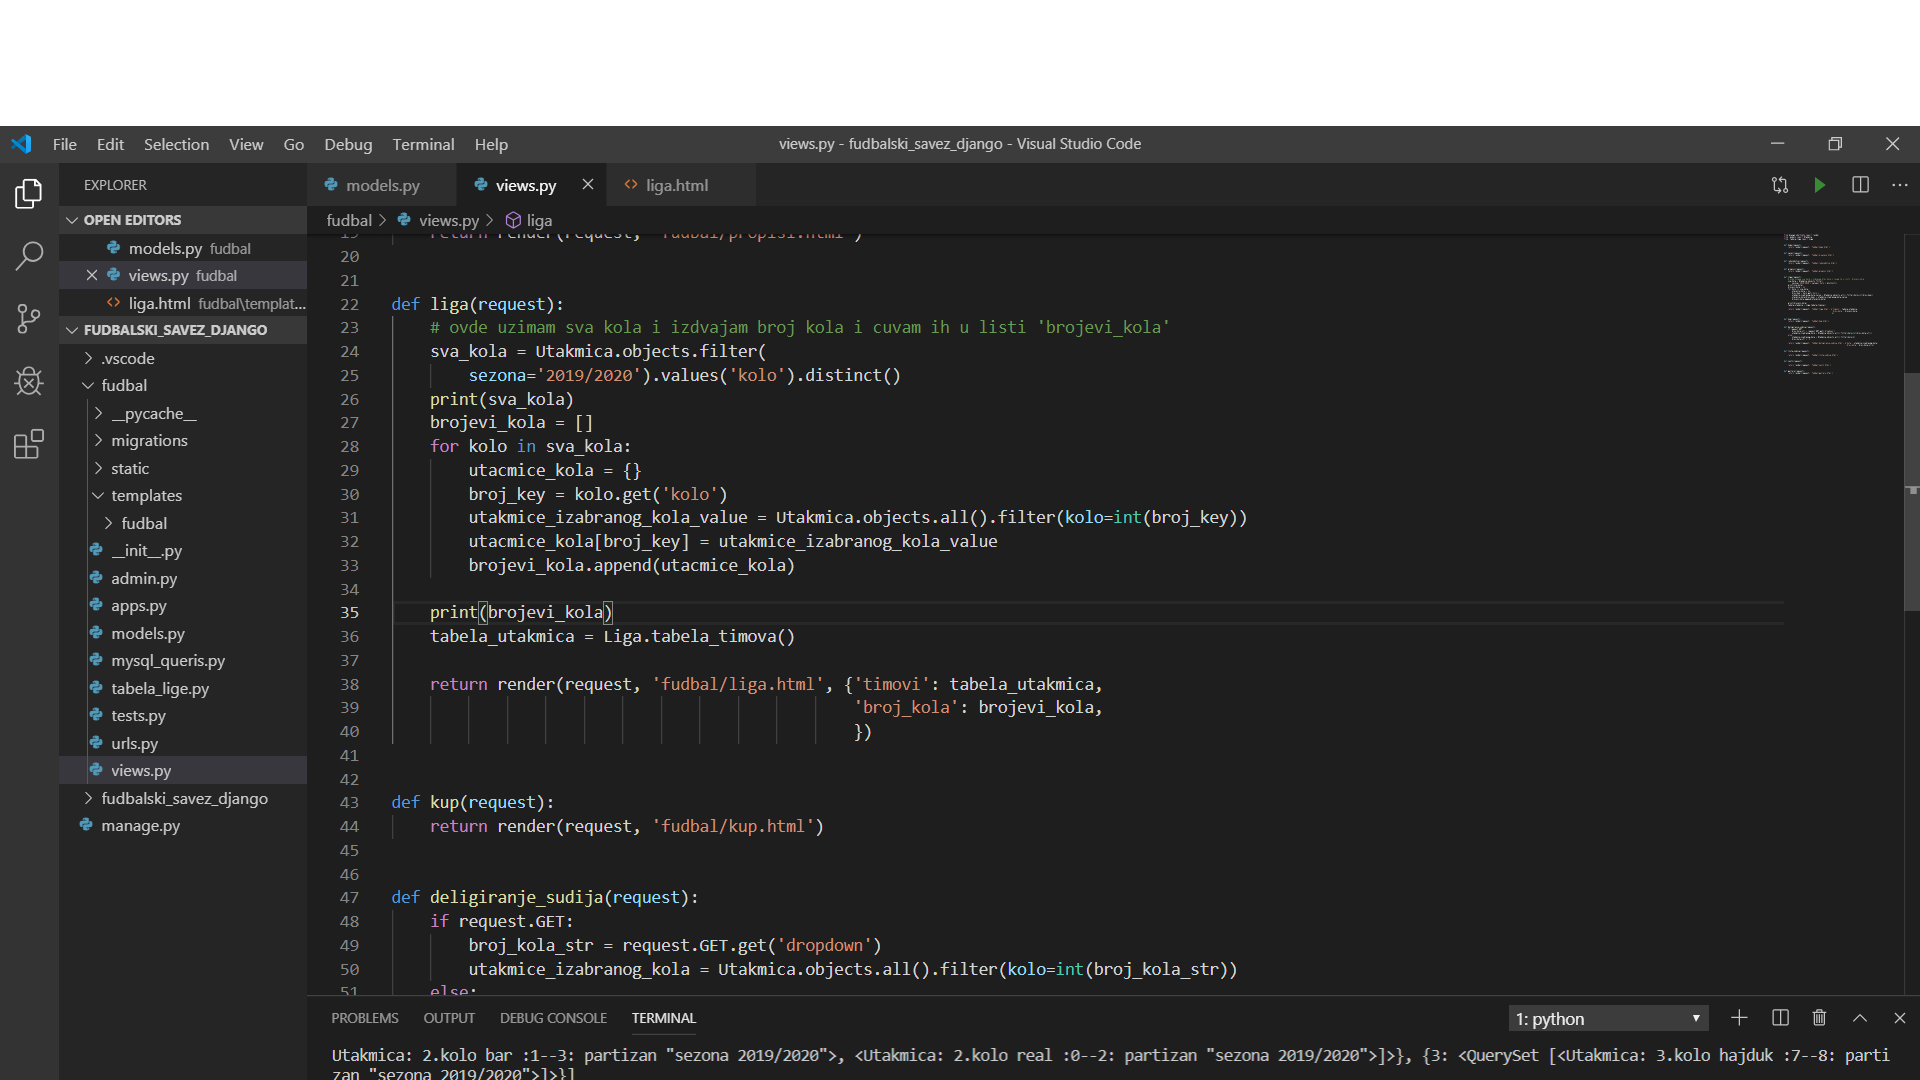 File Edit Selection View Go Debug Terminal Help
views.py - fudbalski_savez_django - Visual Studio Code
EXPLORER
OPEN EDITORS
models.py fudbal
views.py fudbal
liga.html fudbal\templat...
FUDBALSKI_SAVEZ_DJANGO
.vscode
fudbal
__pycache__
migrations
static
templates
fudbal
__init__.py
admin.py
apps.py
models.py
mysql_queris.py
tabela_lige.py
tests.py
urls.py
views.py
fudbalski_savez_django
manage.py
models.py views.py liga.html
fudbal > views.py > liga
19 return render(request, 'fudbal/propisi.html')
20
21
22 def liga(request):
23 # ovde uzimam sva kola i izdvajam broj kola i cuvam ih u listi 'brojevi_kola'
24 sva_kola = Utakmica.objects.filter(
25 sezona='2019/2020').values('kolo').distinct()
26 print(sva_kola)
27 brojevi_kola = []
28 for kolo in sva_kola:
29 utacmice_kola = {}
30 broj_key = kolo.get('kolo')
31 utakmice_izabranog_kola_value = Utakmica.objects.all().filter(kolo=int(broj_key))
32 utacmice_kola[broj_key] = utakmice_izabranog_kola_value
33 brojevi_kola.append(utacmice_kola)
34
35 print(brojevi_kola)
36 tabela_utakmica = Liga.tabela_timova()
37
38 return render(request, 'fudbal/liga.html', {'timovi': tabela_utakmica,
39 'broj_kola': brojevi_kola,
40 })
41
42
43 def kup(request):
44 return render(request, 'fudbal/kup.html')
45
46
47 def deligiranje_sudija(request):
48 if request.GET:
49 broj_kola_str = request.GET.get('dropdown')
50 utakmice_izabranog_kola = Utakmica.objects.all().filter(kolo=int(broj_kola_str))
51 else:
PROBLEMS OUTPUT DEBUG CONSOLE TERMINAL 1: python
Utakmica: 2.kolo bar :1--3: partizan "sezona 2019/2020">, <Utakmica: 2.kolo real :0--2: partizan "sezona 2019/2020">]>}, {3: <QuerySet [<Utakmica: 3.kolo hajduk :7--8: parti
zan "sezona 2019/2020">]>}]